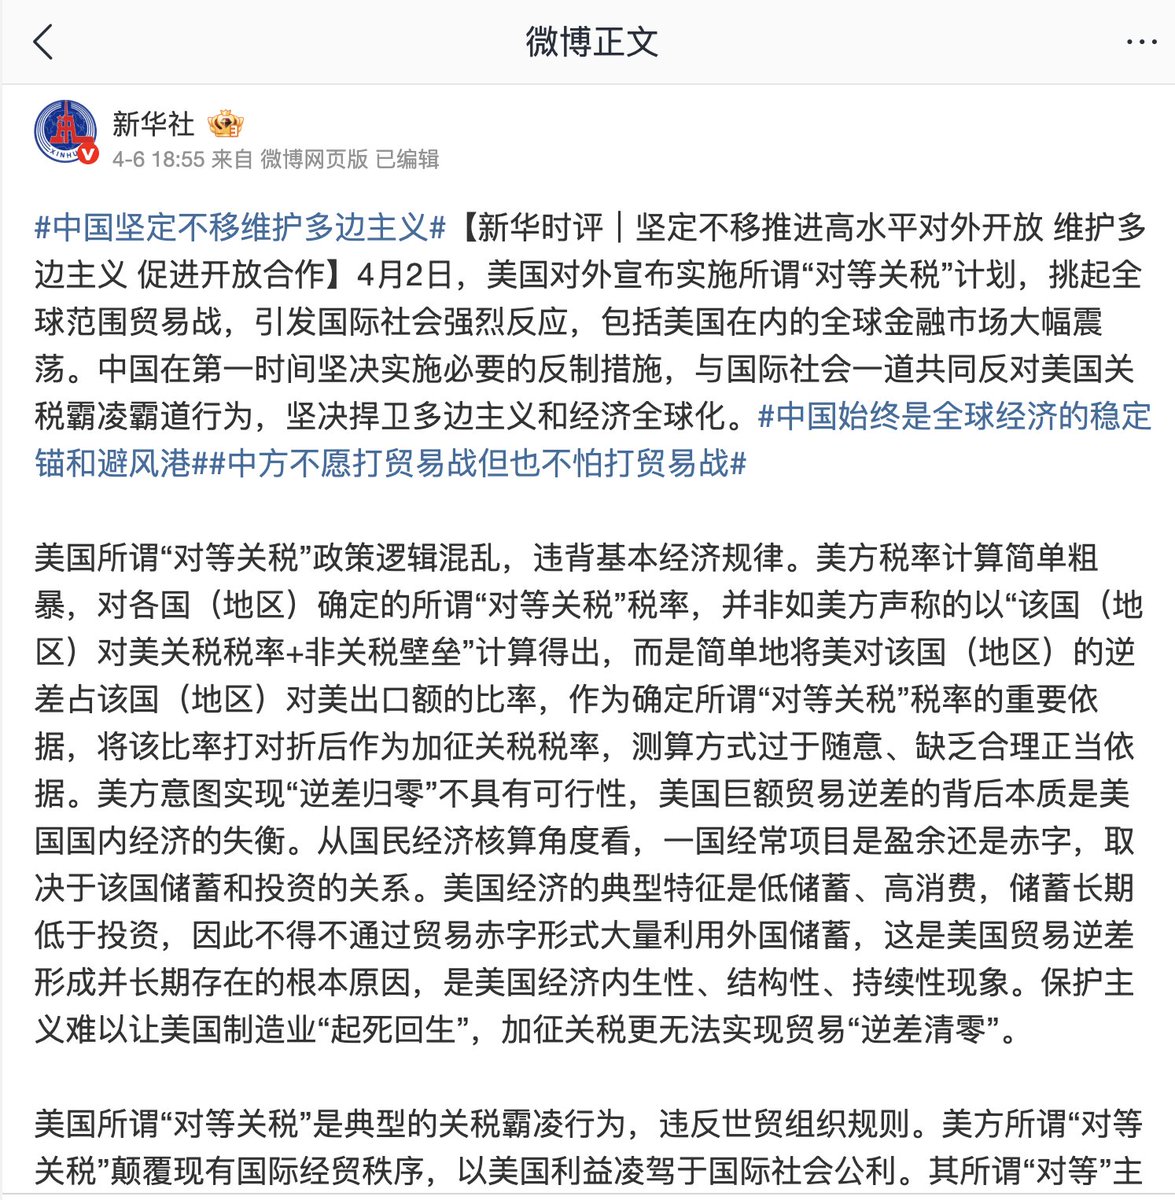 微博正文
新华社
XINHU
4-6 18:55 来自 微博网页版 已编辑
#中国坚定不移维护多边主义#【新华时评｜坚定不移推进高水平对外开放 维护多
边主义 促进开放合作】4月2日，美国对外宣布实施所谓“对等关税”计划，挑起全
球范围贸易战，引发国际社会强烈反应，包括美国在内的全球金融市场大幅震
荡。中国在第一时间坚决实施必要的反制措施，与国际社会一道共同反对美国关
税霸凌霸道行为，坚决捍卫多边主义和经济全球化。#中国始终是全球经济的稳定
锚和避风港##中方不愿打贸易战但也不怕打贸易战#
美国所谓“对等关税”政策逻辑混乱，违背基本经济规律。美方税率计算简单粗
暴，对各国（地区）确定的所谓“对等关税”税率，并非如美方声称的以“该国（地
区）对美关税税率+非关税壁垒”计算得出，而是简单地将美对该国（地区）的逆
差占该国（地区）对美出口额的比率，作为确定所谓“对等关税”税率的重要依
据，将该比率打对折后作为加征关税税率，测算方式过于随意、缺乏合理正当依
据。美方意图实现“逆差归零”不具有可行性，美国巨额贸易逆差的背后本质是美
国国内经济的失衡。从国民经济核算角度看，一国经常项目是盈余还是赤字，取
决于该国储蓄和投资的关系。美国经济的典型特征是低储蓄、高消费，储蓄长期
低于投资，因此不得不通过贸易赤字形式大量利用外国储蓄，这是美国贸易逆差
形成并长期存在的根本原因，是美国经济内生性、结构性、持续性现象。保护主
义难以让美国制造业“起死回生”，加征关税更无法实现贸易“逆差清零”。
美国所谓“对等关税”是典型的关税霸凌行为，违反世贸组织规则。美方所谓“对等
关税”颠覆现有国际经贸秩序，以美国利益凌驾于国际社会公利。其所谓“对等”主